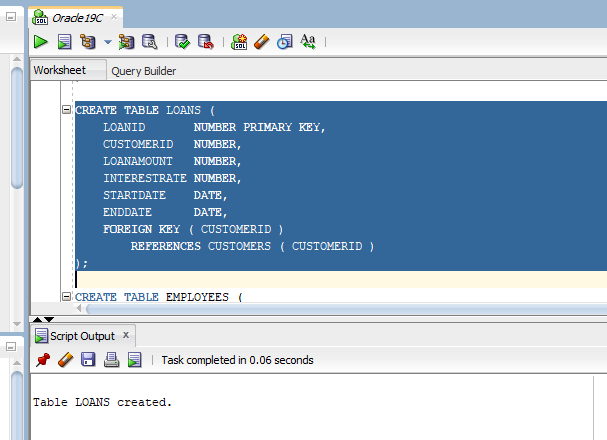 Oracle19C
SQL
Aa
Worksheet Query Builder
CREATE TABLE LOANS (
LOANID NUMBER PRIMARY KEY,
CUSTOMERID NUMBER,
LOANAMOUNT NUMBER,
INTERESTRATE NUMBER,
STARTDATE DATE,
ENDDATE DATE,
FOREIGN KEY ( CUSTOMERID )
REFERENCES CUSTOMERS ( CUSTOMERID )
);
CREATE TABLE EMPLOYEES (
Script Output x
Task completed in 0.06 seconds
Table LOANS created.